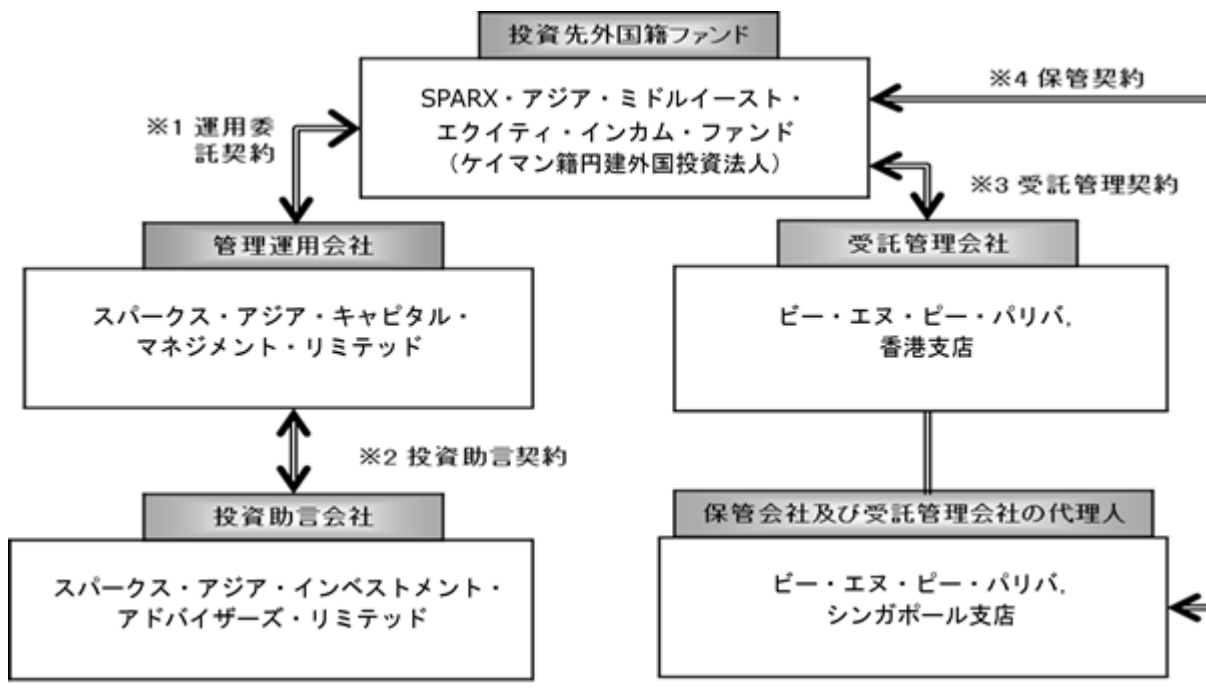 投資先外国籍ファンド
SPARX・アジア・ミドルイースト・
エクイティ・インカム・ファンド
（ケイマン籍円建外国投資法人）
※4 保管契約
※1 運用委
託契約
※3 受託管理契約
管理運用会社
スパークス・アジア・キャピタル・
マネジメント・リミテッド
受託管理会社
ビー・エヌ・ピー・パリバ,
香港支店
※2 投資助言契約
投資助言会社
スパークス・アジア・インベストメント・
アドバイザーズ・リミテッド
保管会社及び受託管理会社の代理人
ビー・エヌ・ピー・パリバ,
シンガポール支店